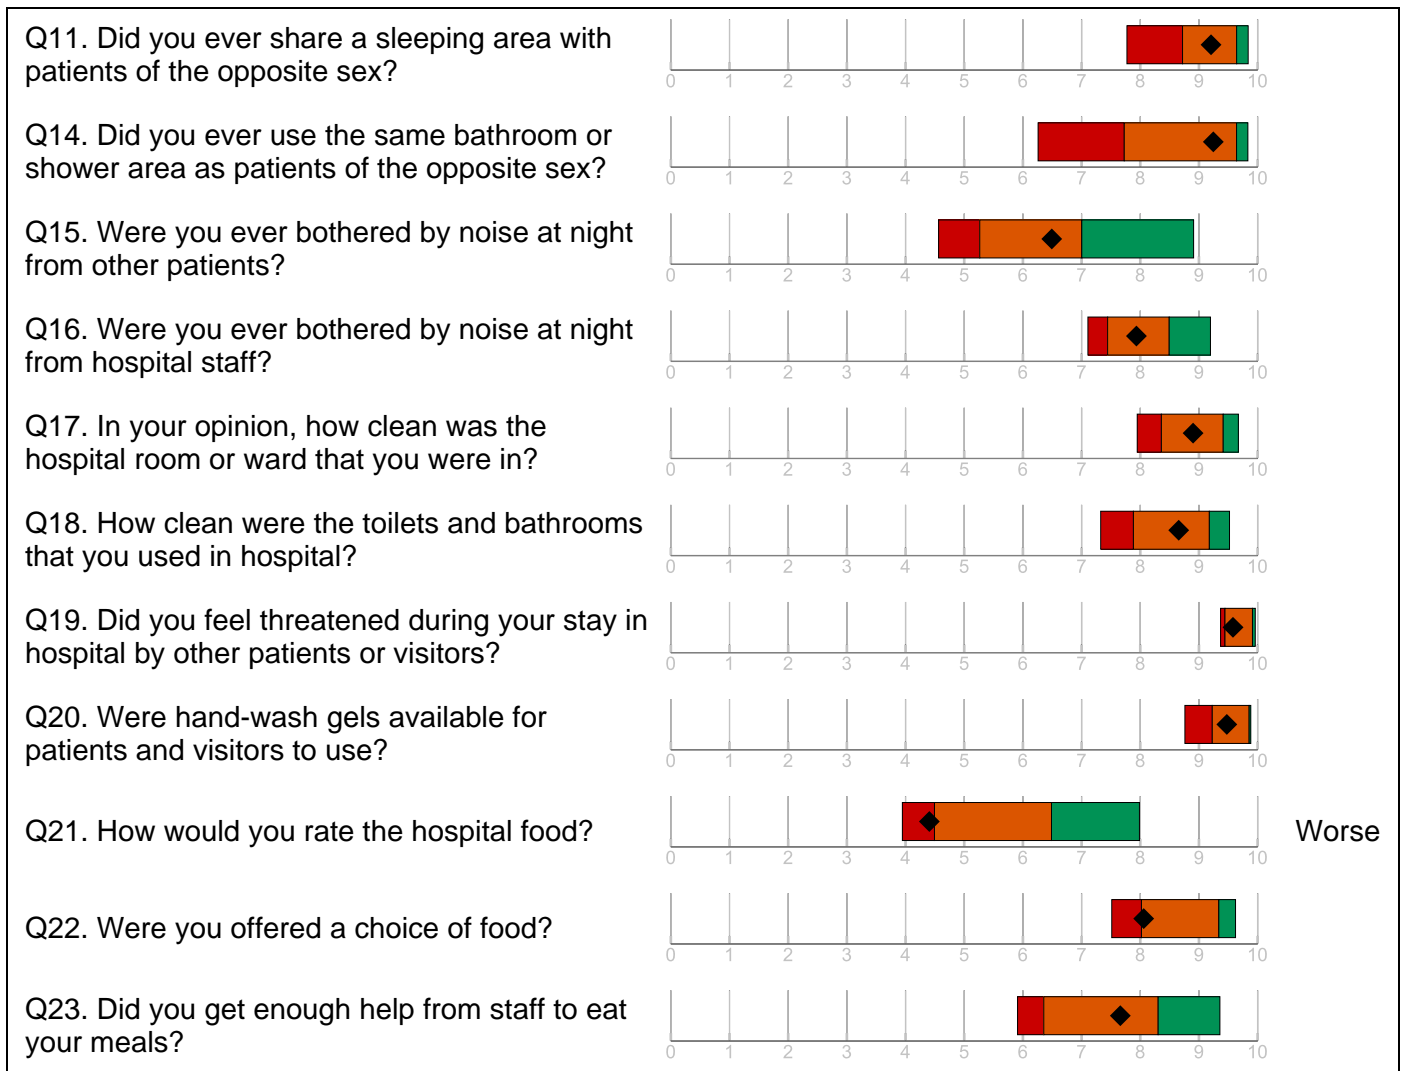 Q11. Did you ever share a sleeping area with
patients of the opposite sex?
0 1 2 3 4 5 6 7 8 9 10
Q14. Did you ever use the same bathroom or
shower area as patients of the opposite sex?
0 1 2 3 4 5 6 7 8 9 10
Q15. Were you ever bothered by noise at night
from other patients?
0 1 2 3 4 5 6 7 8 9 10
Q16. Were you ever bothered by noise at night
from hospital staff?
0 1 2 3 4 5 6 7 8 9 10
Q17. In your opinion, how clean was the
hospital room or ward that you were in?
0 1 2 3 4 5 6 7 8 9 10
Q18. How clean were the toilets and bathrooms
that you used in hospital?
0 1 2 3 4 5 6 7 8 9 10
Q19. Did you feel threatened during your stay in
hospital by other patients or visitors?
0 1 2 3 4 5 6 7 8 9 10
Q20. Were hand-wash gels available for
patients and visitors to use?
0 1 2 3 4 5 6 7 8 9 10
Q21. How would you rate the hospital food? Worse
0 1 2 3 4 5 6 7 8 9 10
Q22. Were you offered a choice of food?
0 1 2 3 4 5 6 7 8 9 10
Q23. Did you get enough help from staff to eat
your meals?
0 1 2 3 4 5 6 7 8 9 10